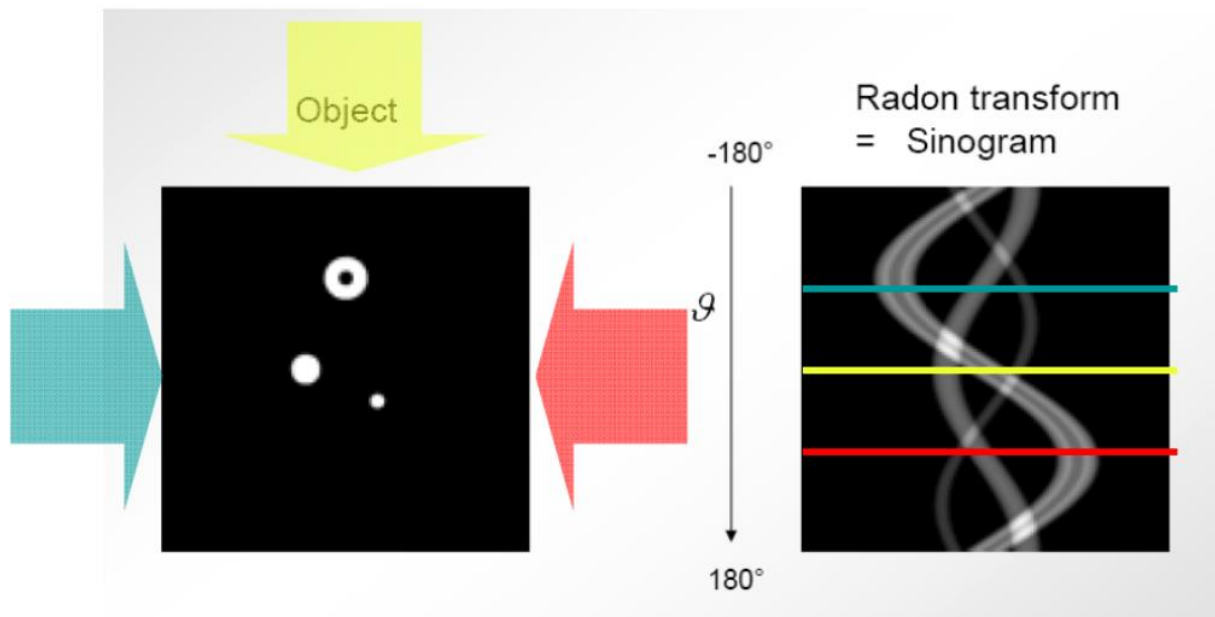 Object
Radon transform
= Sinogram
-180°
ϑ
180°